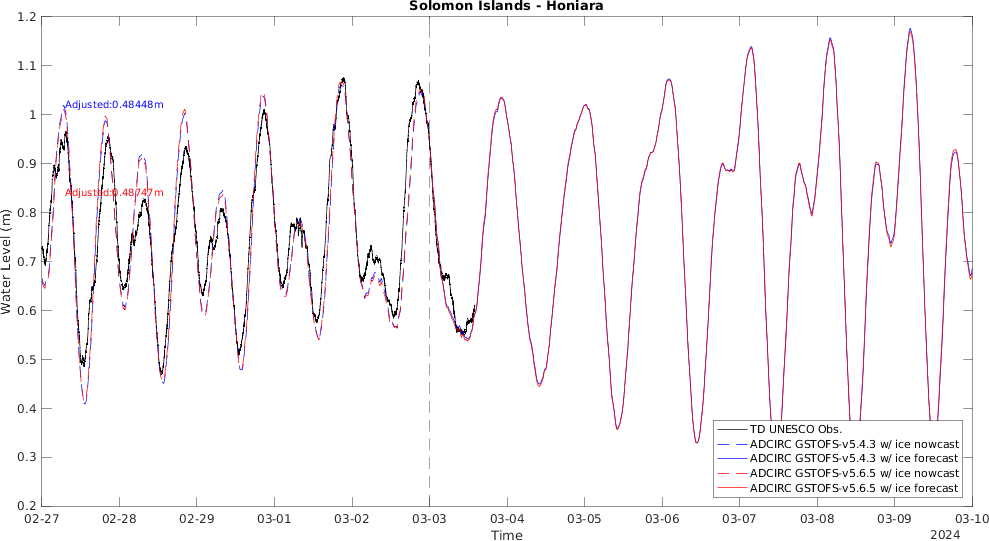 Solomon Islands - Honiara
1.2
1.1
1
0.9
0.8
0.7
0.6
0.5
0.4
0.3
0.2
Water Level (m)
Adjusted:0.48448m
Adjusted:0.48747m
TD UNESCO Obs.
ADCIRC GSTOFS-v5.4.3 w/ ice nowcast
ADCIRC GSTOFS-v5.4.3 w/ ice forecast
ADCIRC GSTOFS-v5.6.5 w/ ice nowcast
ADCIRC GSTOFS-v5.6.5 w/ ice forecast
02-27 02-28 02-29 03-01 03-02 03-03 03-04 03-05 03-06 03-07 03-08 03-09 03-10
Time
2024